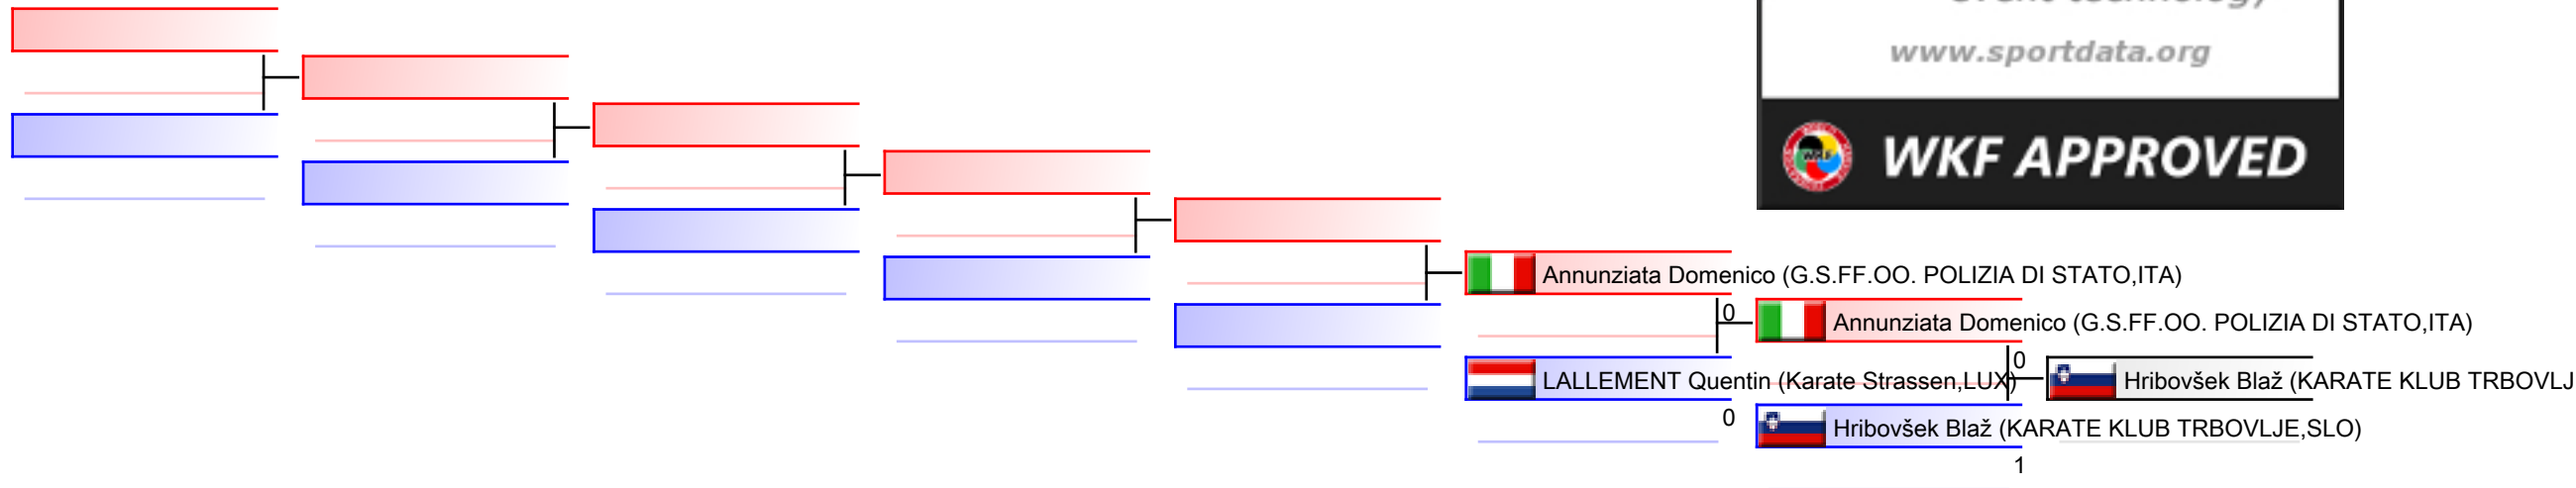 event technology
www.sportdata.org
WKF APPROVED
Annunziata Domenico (G.S.FF.OO. POLIZIA DI STATO,ITA)
0
Annunziata Domenico (G.S.FF.OO. POLIZIA DI STATO,ITA)
0
LALLEMENT Quentin (Karate Strassen,LUX)
Hribovšek Blaž (KARATE KLUB TRBOVLJ
0
Hribovšek Blaž (KARATE KLUB TRBOVLJE,SLO)
1